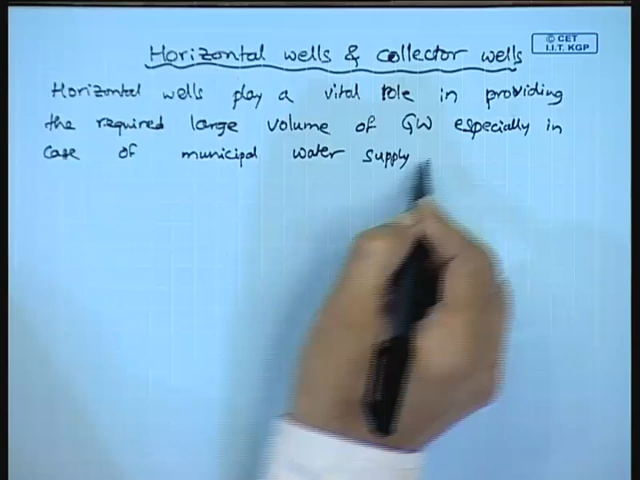 © CET
I.I.T. KGP
Horizontal wells & collector wells
Horizontal wells play a vital role in providing
the required large volume of GW especially in
case of municipal water supply